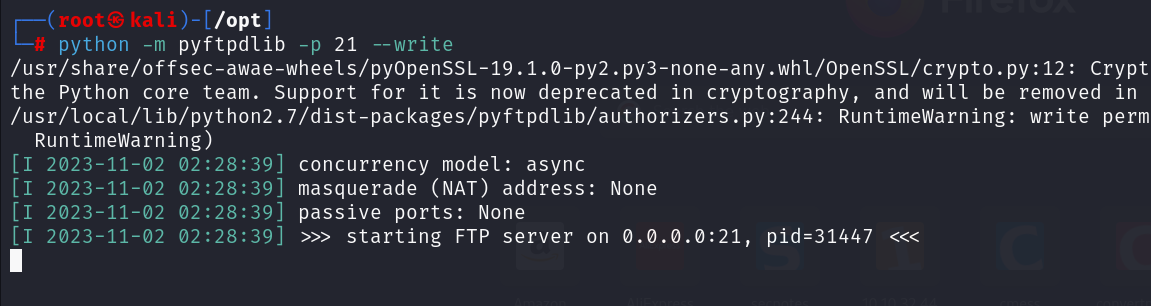 ┌──(root㉿kali)-[/opt]
└─# python -m pyftpdlib -p 21 --write
/usr/share/offsec-awae-wheels/pyOpenSSL-19.1.0-py2.py3-none-any.whl/OpenSSL/crypto.py:12: Crypt
the Python core team. Support for it is now deprecated in cryptography, and will be removed in
/usr/local/lib/python2.7/dist-packages/pyftpdlib/authorizers.py:244: RuntimeWarning: write perm
  RuntimeWarning)
[I 2023-11-02 02:28:39] concurrency model: async
[I 2023-11-02 02:28:39] masquerade (NAT) address: None
[I 2023-11-02 02:28:39] passive ports: None
[I 2023-11-02 02:28:39] >>> starting FTP server on 0.0.0.0:21, pid=31447 <<<
Firefox